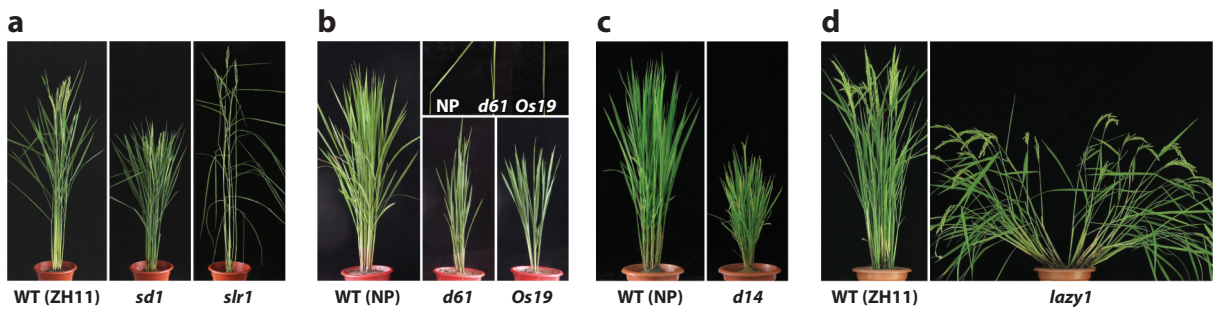 a
b
c
d
NP d61 Os19
WT (ZH11) sd1 slr1
WT (NP) d61 Os19
WT (NP) d14
WT (ZH11) lazy1